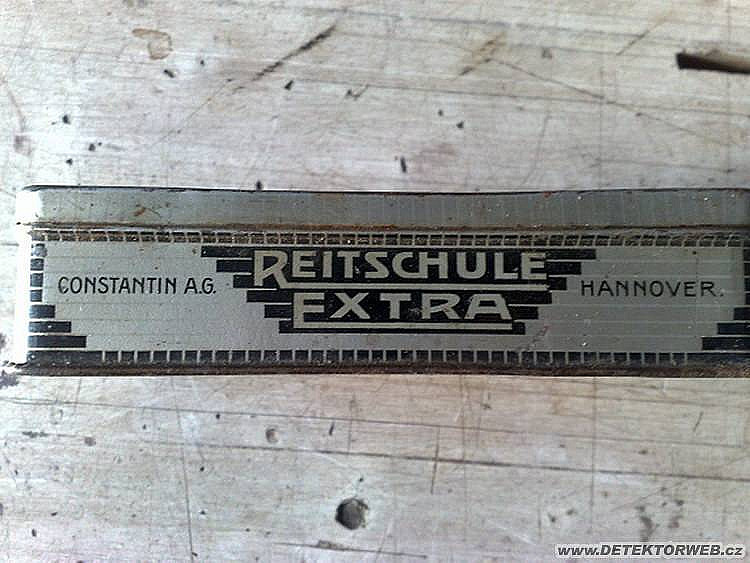 CONSTANTIN A.G.
REITSCHULE
EXTRA
HANNOVER.
WWW.DETEKTORWEB.CZ